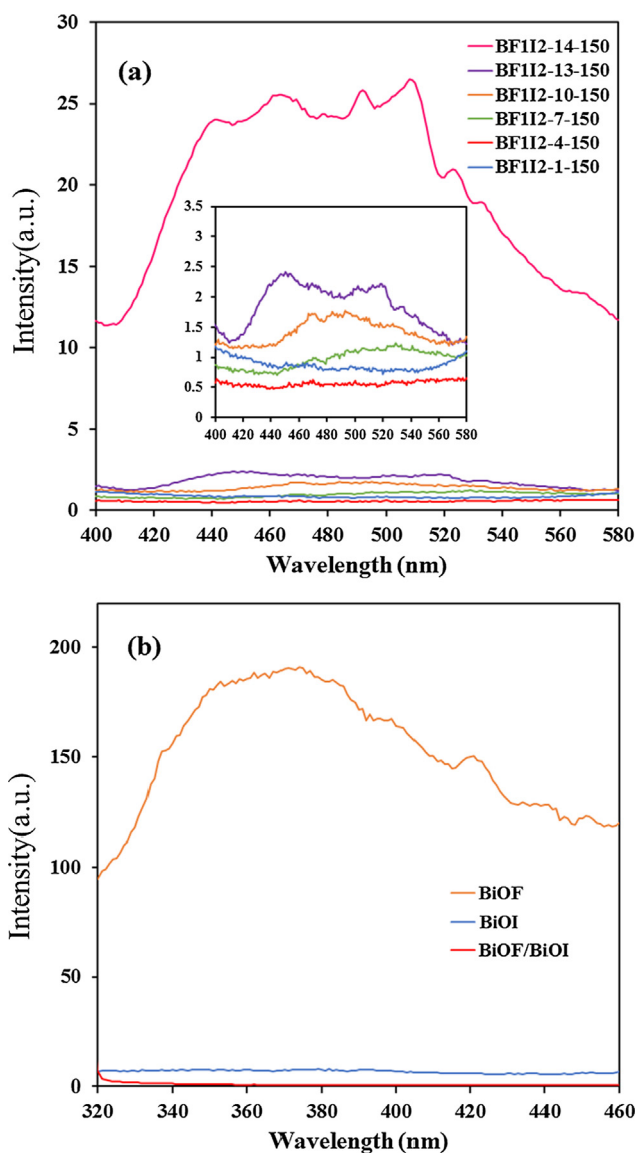 (a)
BF1I2-14-150
BF1I2-13-150
BF1I2-10-150
BF1I2-7-150
BF1I2-4-150
BF1I2-1-150
Intensity(a.u.)
30
25
20
15
10
5
0
400 420 440 460 480 500 520 540 560 580
Wavelength (nm)
3.5
3
2.5
2
1.5
1
0.5
0
400 420 440 460 480 500 520 540 560 580
(b)
Intensity(a.u.)
200
150
100
50
0
BiOF
BiOI
BiOF/BiOI
320 340 360 380 400 420 440 460
Wavelength (nm)